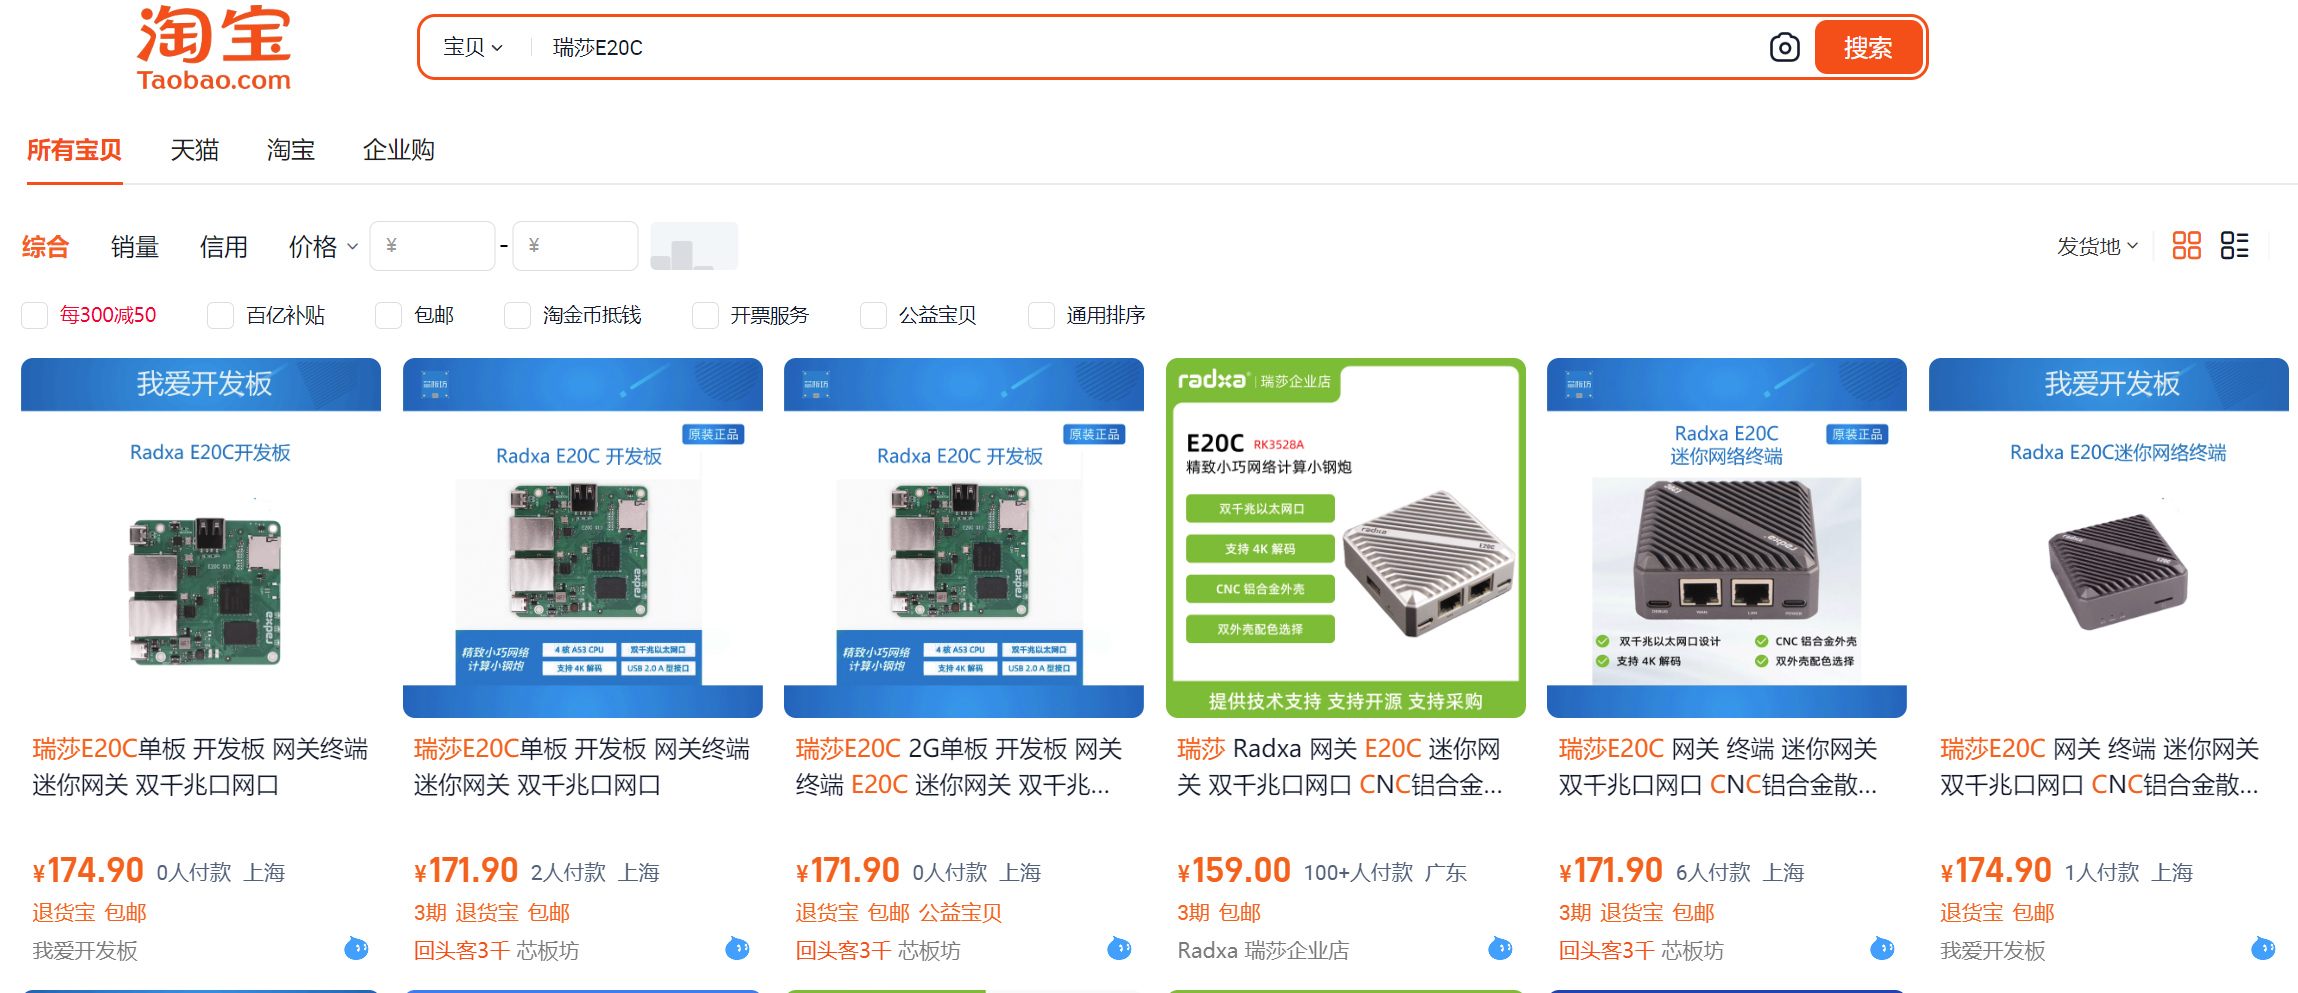 淘宝
Taobao.com
宝贝
瑞莎E20C
搜索
所有宝贝 天猫 淘宝 企业购
综合 销量 信用 价格 ¥ - ¥ 发货地
每300减50 百亿补贴 包邮 淘金币抵钱 开票服务 公益宝贝 通用排序
我爱开发板
Radxa E20C开发板
E20C V1.1
radxa
瑞莎E20C单板 开发板 网关终端
迷你网关 双千兆口网口
¥174.90 0人付款 上海
退货宝 包邮
我爱开发板
芯板坊
原装正品
Radxa E20C 开发板
radxa
精致小巧网络
计算小钢炮
4 核 A53 CPU 双千兆以太网口
支持 4K 解码 USB 2.0 A 型接口
瑞莎E20C单板 开发板 网关终端
迷你网关 双千兆口网口
¥171.90 2人付款 上海
3期 退货宝 包邮
回头客3千 芯板坊
芯板坊
原装正品
Radxa E20C 开发板
radxa
精致小巧网络
计算小钢炮
4 核 A53 CPU 双千兆以太网口
支持 4K 解码 USB 2.0 A 型接口
瑞莎E20C 2G单板 开发板 网关
终端 E20C 迷你网关 双千兆...
¥171.90 0人付款 上海
退货宝 包邮 公益宝贝
回头客3千 芯板坊
radxa 瑞莎企业店
E20C RK3528A
精致小巧网络计算小钢炮
双千兆以太网口
支持 4K 解码
CNC 铝合金外壳
双外壳配色选择
radxa E20C
提供技术支持 支持开源 支持采购
瑞莎 Radxa 网关 E20C 迷你网
关 双千兆口网口 CNC铝合金...
¥159.00 100+人付款 广东
3期 包邮
Radxa 瑞莎企业店
芯板坊
Radxa E20C
迷你网络终端
原装正品
E20C
radxa
WAN LAN POWER
双千兆以太网口设计 CNC 铝合金外壳
支持 4K 解码 双外壳配色选择
瑞莎E20C 网关 终端 迷你网关
双千兆口网口 CNC铝合金散...
¥171.90 6人付款 上海
3期 退货宝 包邮
回头客3千 芯板坊
我爱开发板
Radxa E20C迷你网络终端
radxa E20C
瑞莎E20C 网关 终端 迷你网关
双千兆口网口 CNC铝合金散...
¥174.90 1人付款 上海
退货宝 包邮
我爱开发板